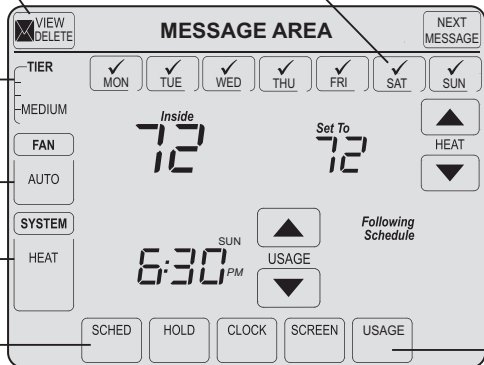 VIEW
DELETE
MESSAGE AREA
NEXT
MESSAGE
TIER
MEDIUM
MON
TUE
WED
THU
FRI
SAT
SUN
Inside
72
Set To
72
HEAT
FAN
AUTO
SYSTEM
HEAT
6:30 PM
SUN
USAGE
Following
Schedule
SCHED
HOLD
CLOCK
SCREEN
USAGE